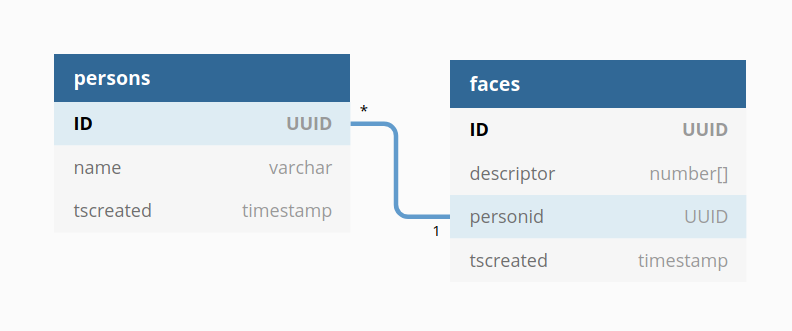 persons
ID UUID
name varchar
tscreated timestamp
*
1
faces
ID UUID
descriptor number[]
personid UUID
tscreated timestamp